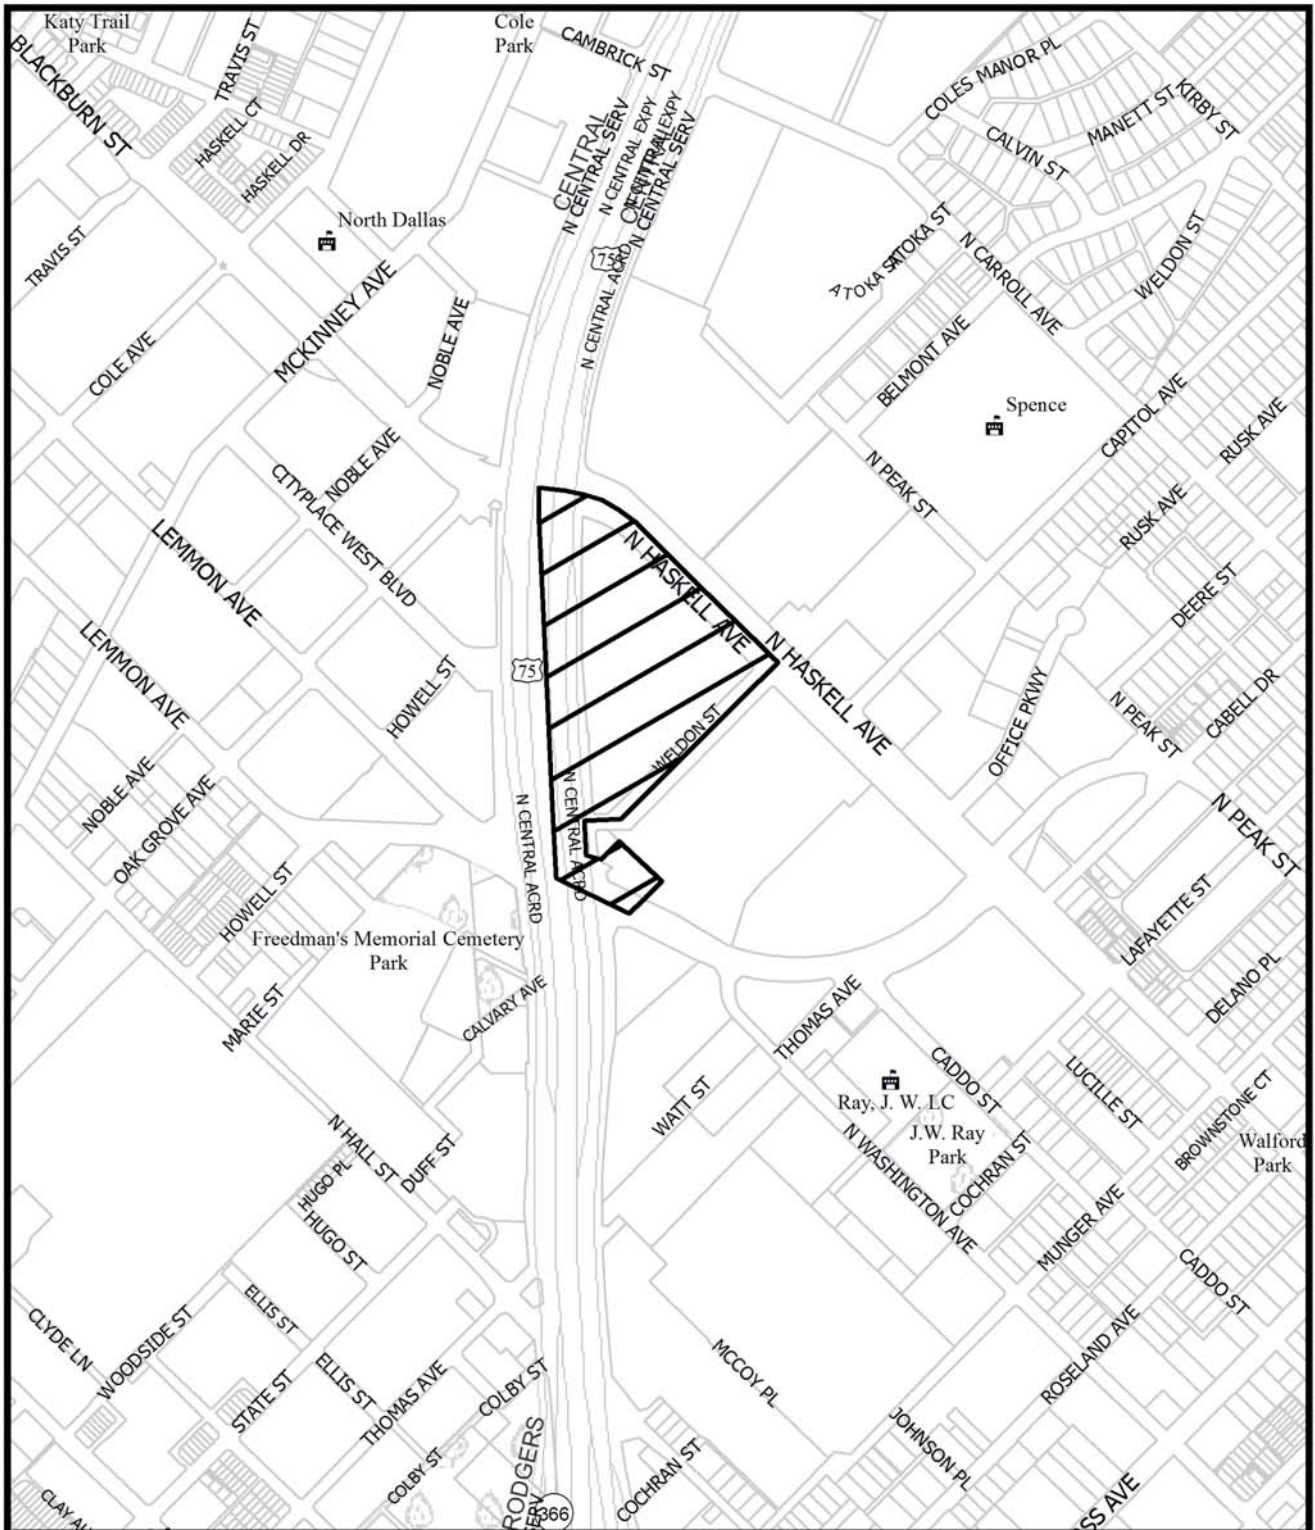 Katy Trail
Park
Cole
Park
CAMBRICK ST
TRAVIS ST
BLACKBURN ST
HASKELL CT
HASKELL DR
CENTRAL
N CENTRAL SERV
N CENTRAL EXPY
N CENTRAL EXPY
N CENTRAL SERV
COLES MANOR PL
KIRBY ST
MANETT ST
CALVIN ST
North Dallas
TRAVIS ST
75
N CENTRAL ACRD
ATOKA ST
ATOKA ST
N CARROLL AVE
WELDON ST
MCKINNEY AVE
NOBLE AVE
COLE AVE
BELMONT AVE
Spence
CAPITOL AVE
RUSK AVE
NOBLE AVE
CITYPLACE WEST BLVD
N PEAK ST
RUSK AVE
LEMMON AVE
N HASKELL AVE
DEERE ST
LEMMON AVE
75
HOWELL ST
N HASKELL AVE
WELDON ST
OFFICE PKWY
N PEAK ST
CABELL DR
NOBLE AVE
OAK GROVE AVE
N CENTRAL ACRD
N CENTRAL ACRD
N PEAK ST
HOWELL ST
LAFAYETTE ST
Freedman's Memorial Cemetery
Park
DELANO PL
MARIE ST
CALVARY AVE
THOMAS AVE
WATT ST
CADDO ST
LUCILLE ST
Ray, J. W. LC
J.W. Ray
Park
BROWNSTONE CT
Walford
Park
N HALL ST
DUFF ST
HUGO PL
HUGO ST
N WASHINGTON AVE
COCHRAN ST
MUNGER AVE
CADDO ST
ELLIS ST
CLYDE LN
WOODSIDE ST
ELLIS ST
STATE ST
THOMAS AVE
COLBY ST
MCCOY PL
ROSELAND AVE
JOHNSON PL
COLBY ST
RODGERS
SERV
366
COCHRAN ST
SS AVE